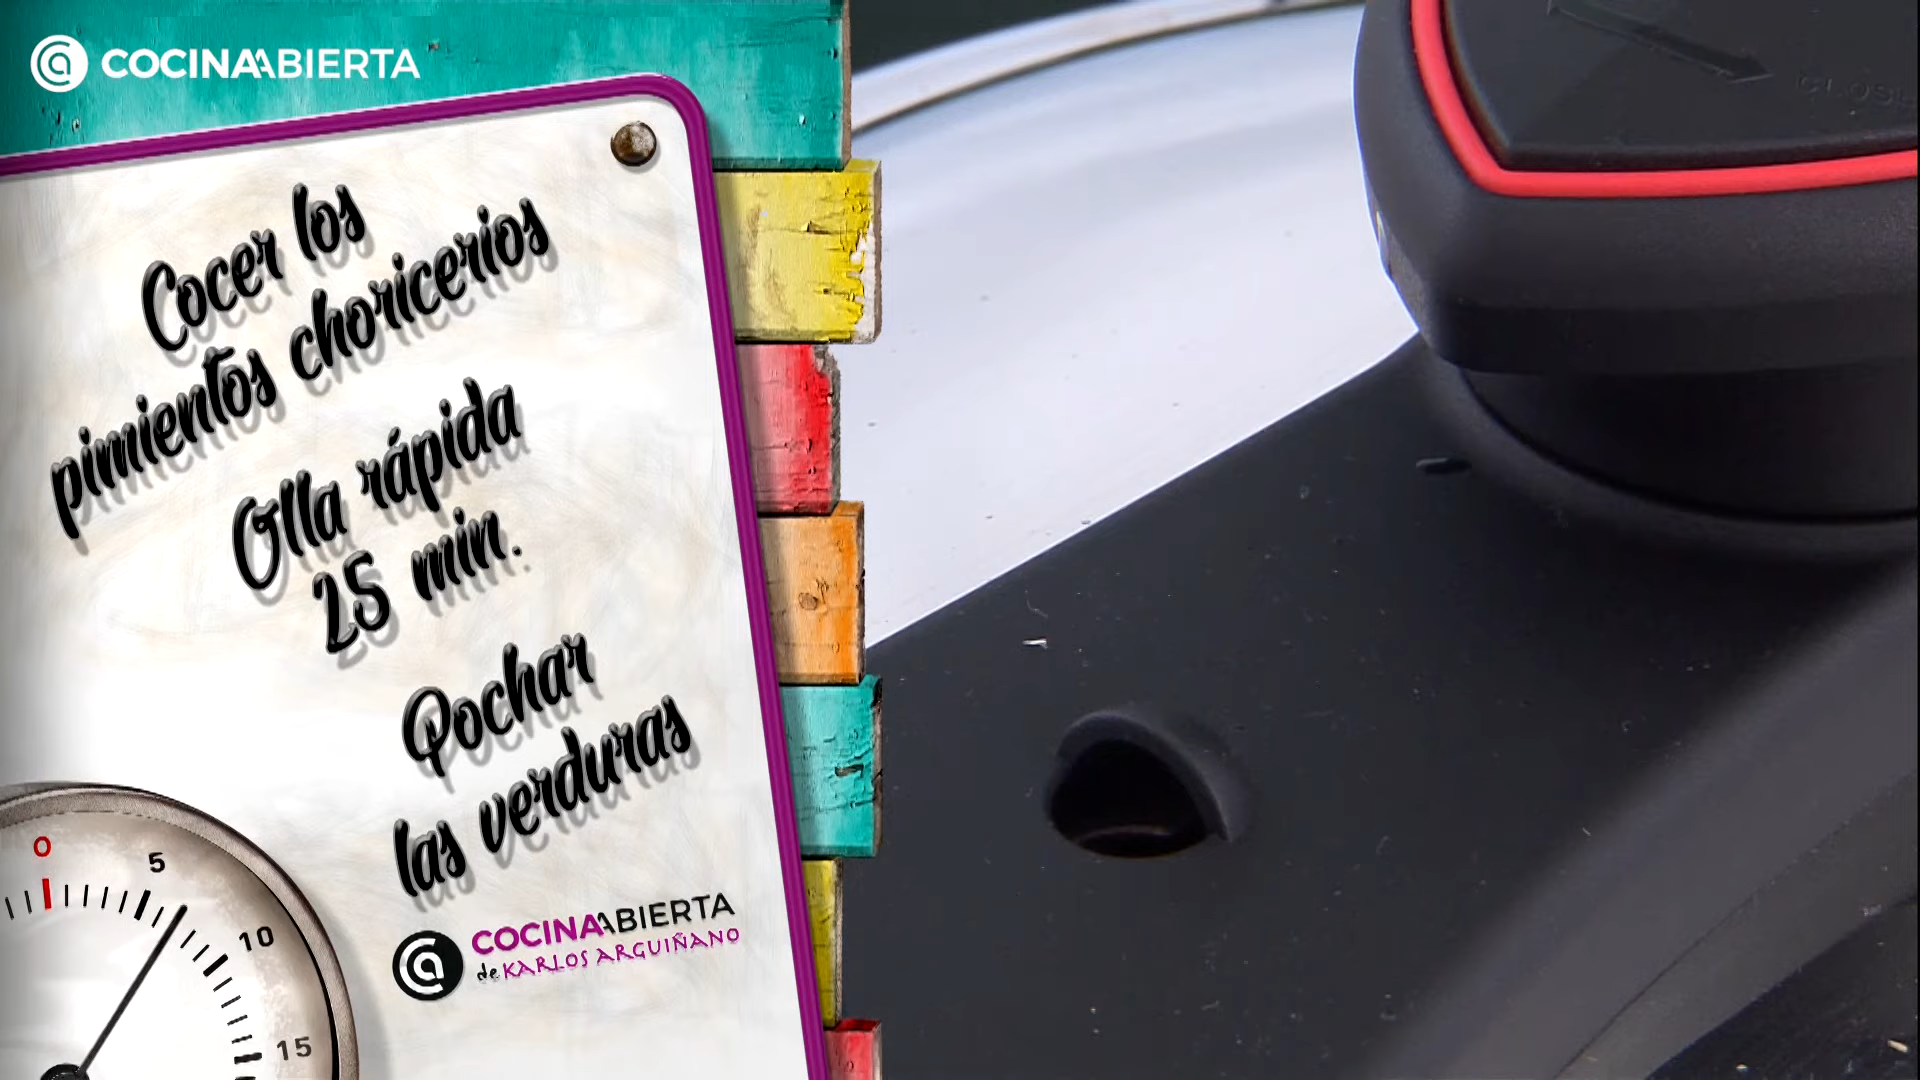 COCINAABIERTA
Cocer los
pimientos choricerios
Olla rápida
25 min.
Pochar
las verduras
COCINAABIERTA
de KARLOS ARGUIÑANO
0
5
10
15